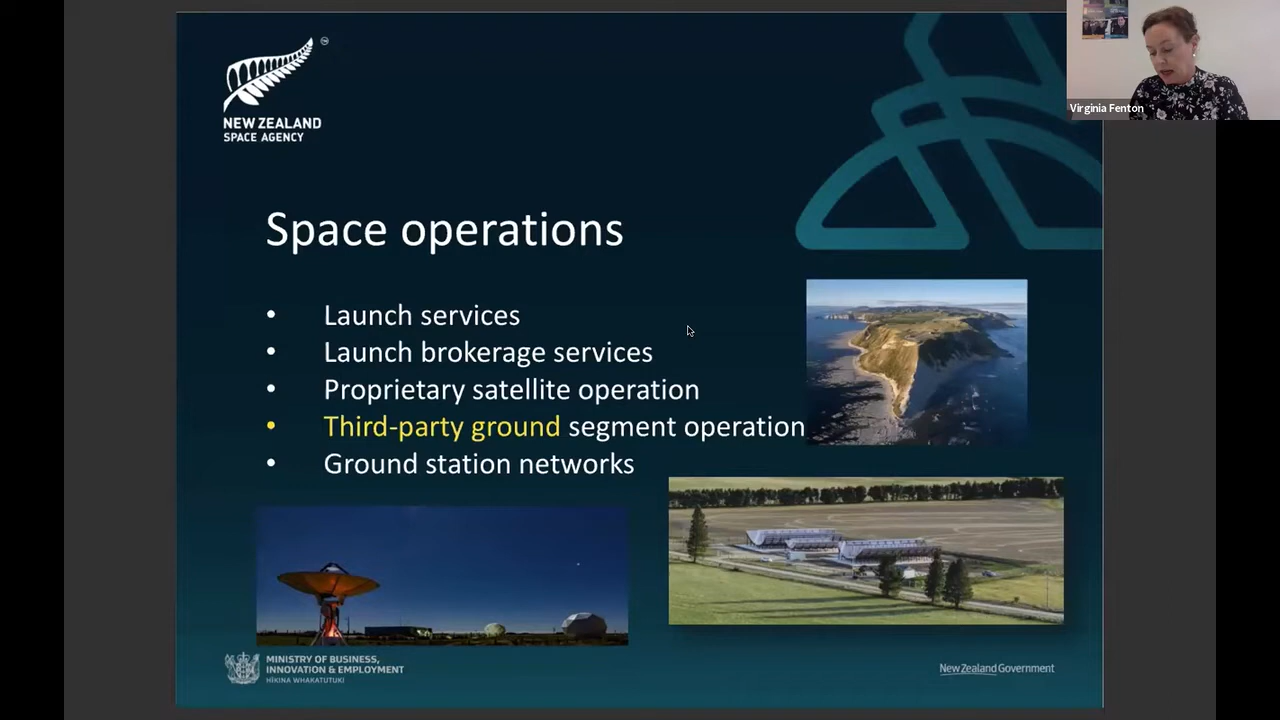 NEW ZEALAND
SPACE AGENCY
TM
Virginia Fenton
Space operations
• Launch services
• Launch brokerage services
• Proprietary satellite operation
• Third-party ground segment operation
• Ground station networks
MINISTRY OF BUSINESS,
INNOVATION & EMPLOYMENT
HĪKINA WHAKATUTUKI
New Zealand Government